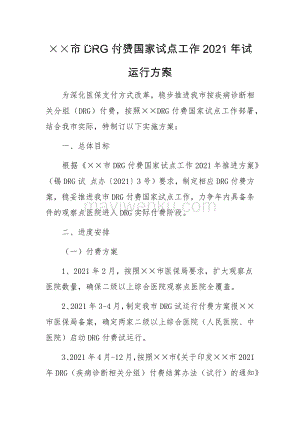 ××市 DRG 付费国家试点工作 2021 年试
运行方案
为深化医保支付方式改革，稳步推进我市按疾病诊断相
关分组（DRG）付费，按照××DRG 付费国家试点工作部署，
结合我市实际，特制订以下实施方案：
一、总体目标
根据《××市 DRG 付费国家试点工作 2021 年推进方案》
（锡DRG 试 点办〔2021〕3 号）要求，制定相应 DRG 付费方
案，稳妥推进我市 DRG 付费国家试点工作，力争年内具备条
件的观察点医院进入 DRG 实际付费阶段。
二、进度安排
（一）付费方案
1、2021 年 2 月，按照××市医保局要求，扩大观察点
医院数量，确保二级以上综合医院观察点医院全覆盖。
2、2021 年 3-4 月，制定我市 DRG 试运行付费方案报××
市医保局备案，确定两家二级以上综合医院（人民医院、中
医院）启动 DRG 付费试运行。
3、2021 年 4 月-12 月，按照××市《关于印发××市 2021
年 DRG（疾病诊断相关分组）付费结算办法（试行）的通知》